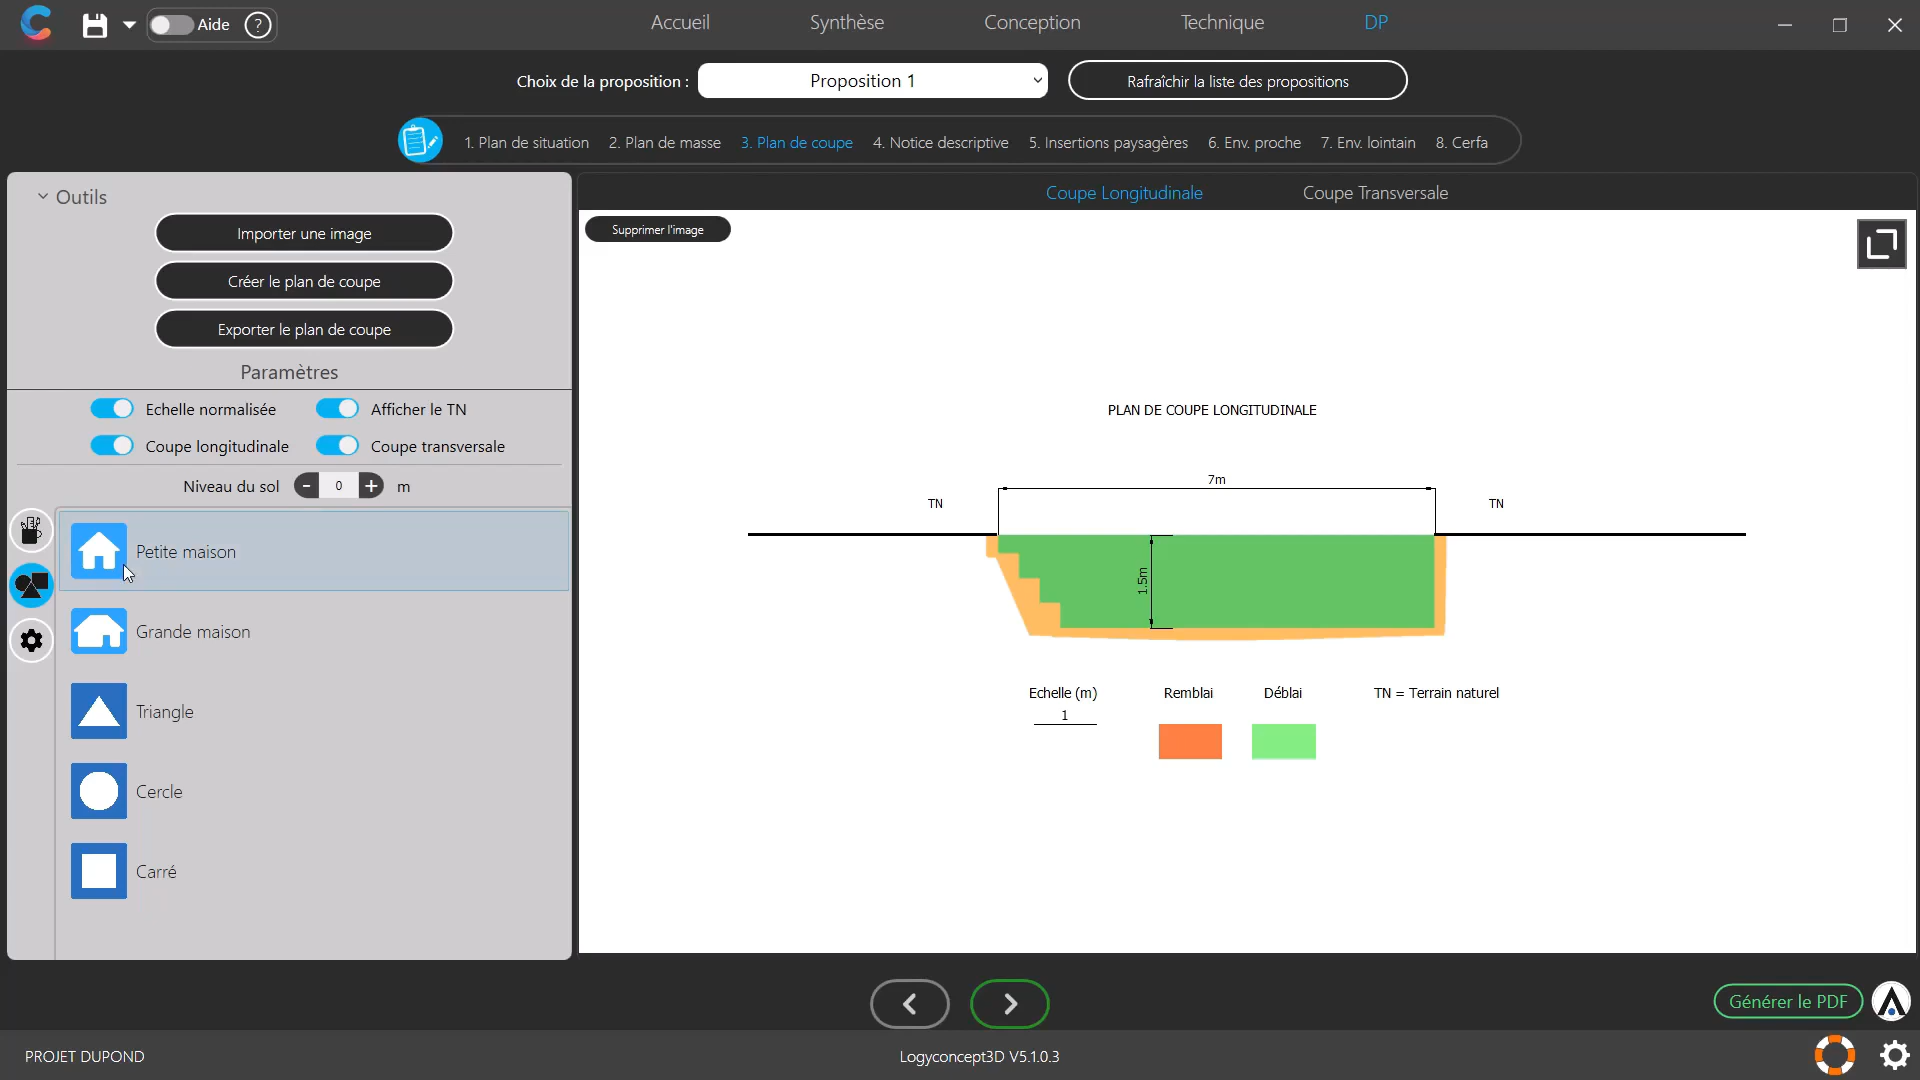 Aide ?
Accueil
Synthèse
Conception
Technique
DP
Choix de la proposition :
Proposition 1
Rafraîchir la liste des propositions
1. Plan de situation
2. Plan de masse
3. Plan de coupe
4. Notice descriptive
5. Insertions paysagères
6. Env. proche
7. Env. lointain
8. Cerfa
Outils
Importer une image
Créer le plan de coupe
Exporter le plan de coupe
Paramètres
Echelle normalisée
Afficher le TN
Coupe longitudinale
Coupe transversale
Niveau du sol
- 0 + m
Petite maison
Grande maison
Triangle
Cercle
Carré
Coupe Longitudinale
Coupe Transversale
Supprimer l'image
PLAN DE COUPE LONGITUDINALE
7m
TN
TN
1.5m
Echelle (m)
1
Remblai
Déblai
TN = Terrain naturel
Générer le PDF
PROJET DUPOND
Logyconcept3D V5.1.0.3